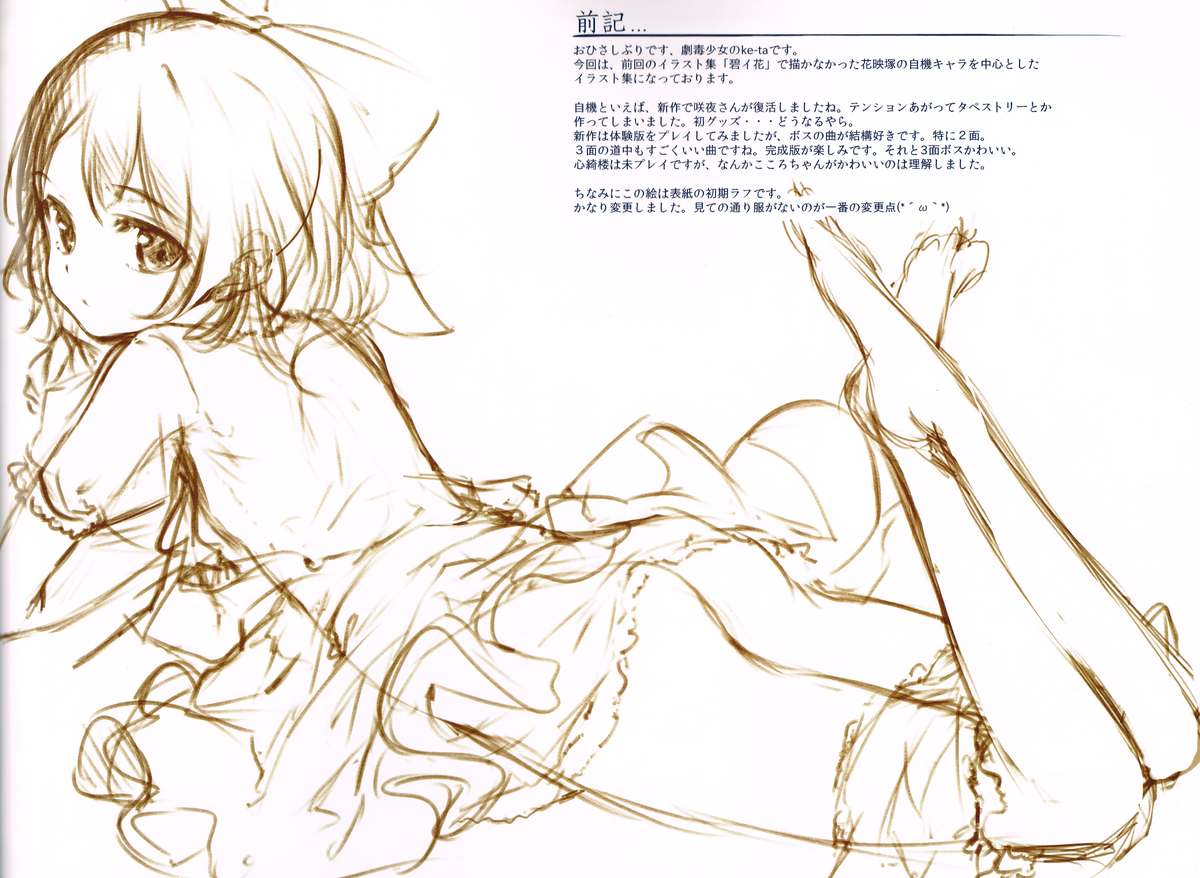 前記...
おひさしぶりです、劇毒少女のke-taです。
今回は、前回のイラスト集「碧イ花」で描かなかった花映塚の自機キャラを中心とした
イラスト集になっております。
自機といえば、新作で咲夜さんが復活しましたね。テンションあがってタペストリーとか
作ってしまいました。初グッズ・・・どうなるやら。
新作は体験版をプレイしてみましたが、ボスの曲が結構好きです。特に２面。
３面の道中もすごくいい曲ですね。完成版が楽しみです。それと3面ボスかわいい。
心綺楼は未プレイですが、なんかこころちゃんがかわいいのは理解しました。
ちなみにこの絵は表紙の初期ラフです。
かなり変更しました。見ての通り服がないのが一番の変更点(*´ω｀*)